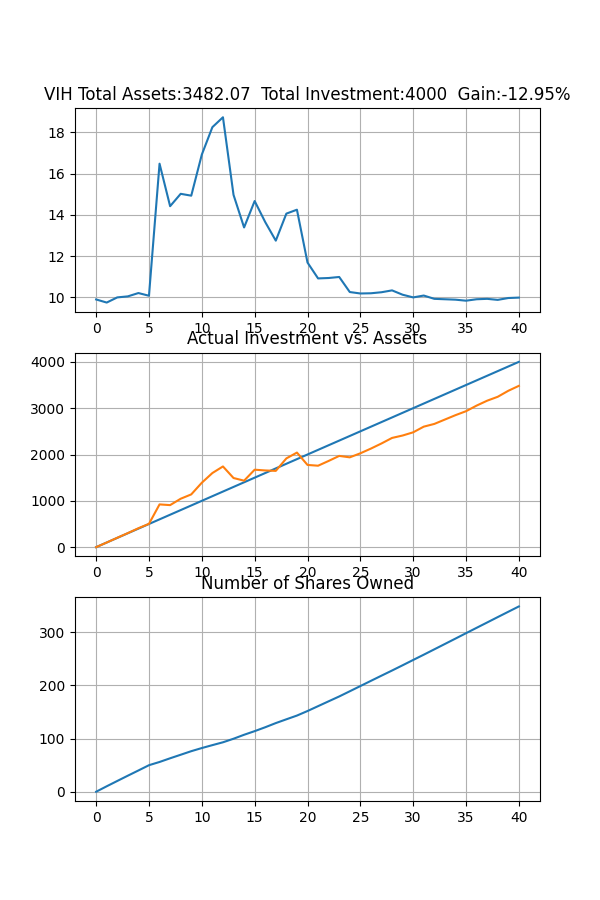 VIH Total Assets:3482.07  Total Investment:4000  Gain:-12.95%
18
16
14
12
10
0 5 10 15 20 25 30 35 40
Actual Investment vs. Assets
4000
3000
2000
1000
0
0 5 10 15 20 25 30 35 40
Number of Shares Owned
300
200
100
0
0 5 10 15 20 25 30 35 40